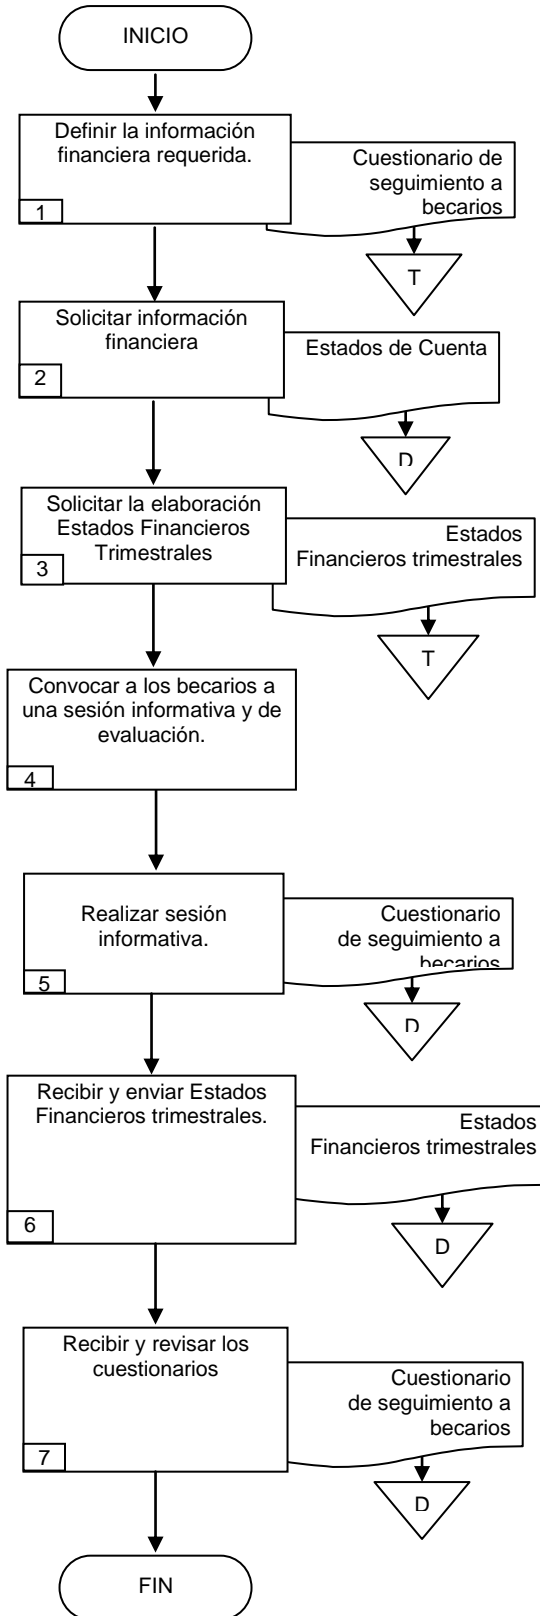 INICIO
Definir la información
financiera requerida.
1
Cuestionario de
seguimiento a
becarios
T
Solicitar información
financiera
2
Estados de Cuenta
D
Solicitar la elaboración
Estados Financieros
Trimestrales
3
Estados
Financieros trimestrales
T
Convocar a los becarios a
una sesión informativa y de
evaluación.
4
Realizar sesión
informativa.
5
Cuestionario
de seguimiento a
becarios
D
Recibir y enviar Estados
Financieros trimestrales.
6
Estados
Financieros trimestrales
D
Recibir y revisar los
cuestionarios
7
Cuestionario
de seguimiento a
becarios
D
FIN